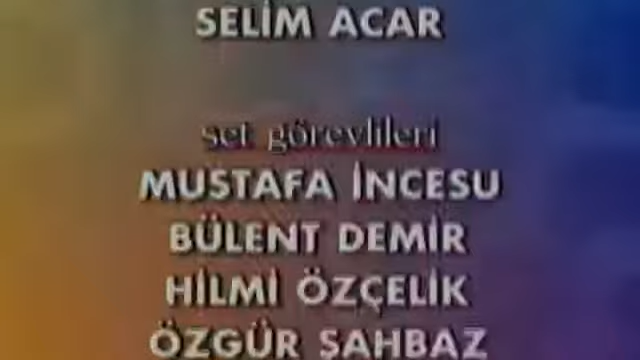 SELİM ACAR
set görevlileri
MUSTAFA İNCESU
BÜLENT DEMİR
HİLMİ ÖZÇELİK
ÖZGÜR ŞAHBAZ